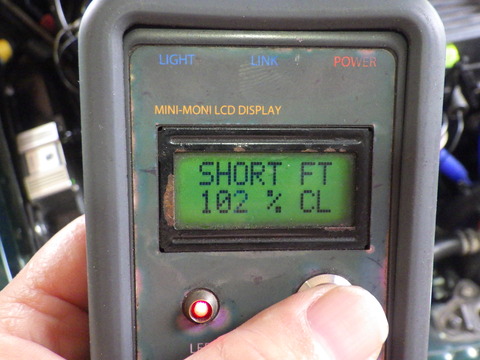 LIGHT LINK POWER
MINI-MONI LCD DISPLAY
SHORT FT
102 % CL